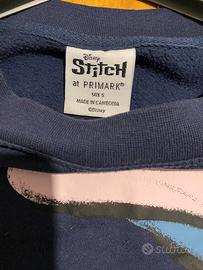 Disney
STITCH
at PRIMARK®
SIZE S
MADE IN CAMBODIA
©Disney
subito